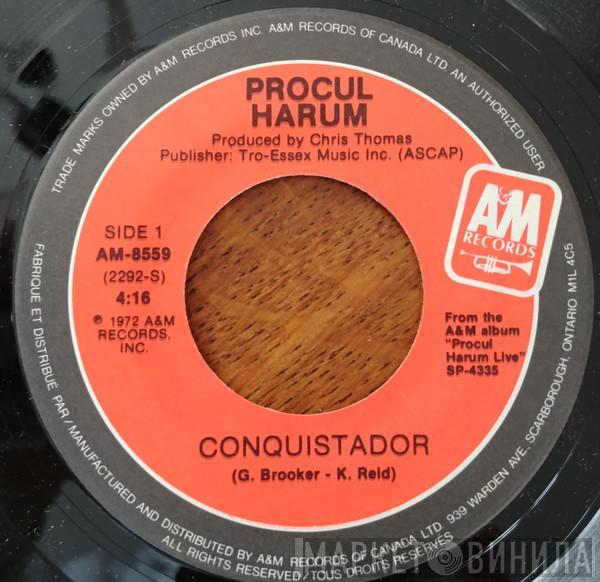 TRADE MARKS OWNED BY A&M RECORDS INC. A&M RECORDS OF CANADA LTD. AN AUTHORIZED USER
PROCUL
HARUM
Produced by Chris Thomas
Publisher: Tro-Essex Music Inc. (ASCAP)
A&M
RECORDS
SIDE 1
AM-8559
(2292-S)
4:16
℗ 1972 A&M
RECORDS,
INC.
From the
A&M album
"Procul
Harum Live"
SP-4335
CONQUISTADOR
(G. Brooker - K. Reid)
FABRIQUE ET DISTRIBUÉ PAR / MANUFACTURED AND DISTRIBUTED BY A&M RECORDS OF CANADA LTD. 939 WARDEN AVE. SCARBOROUGH, ONTARIO M1L 4C5
ALL RIGHTS RESERVED / TOUS DROITS RESERVES
МАРКЕТ ВИНИЛА